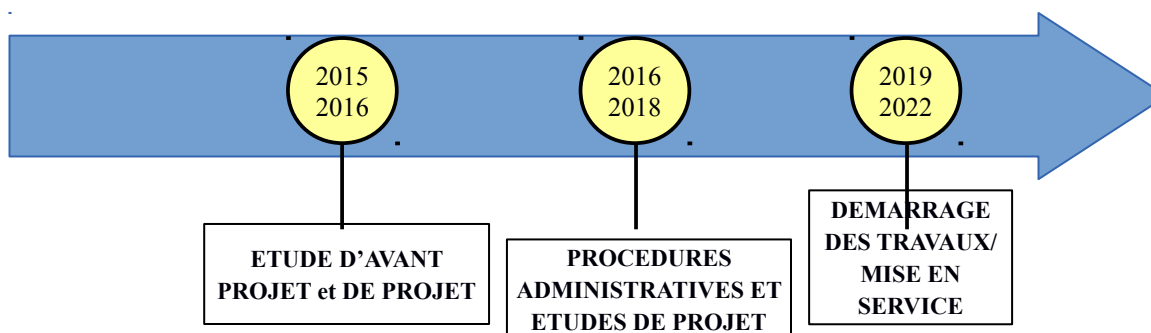 2015
2016
2016
2018
2019
2022
ETUDE D'AVANT
PROJET et DE PROJET
PROCEDURES
ADMINISTRATIVES ET
ETUDES DE PROJET
DEMARRAGE
DES TRAVAUX/
MISE EN
SERVICE